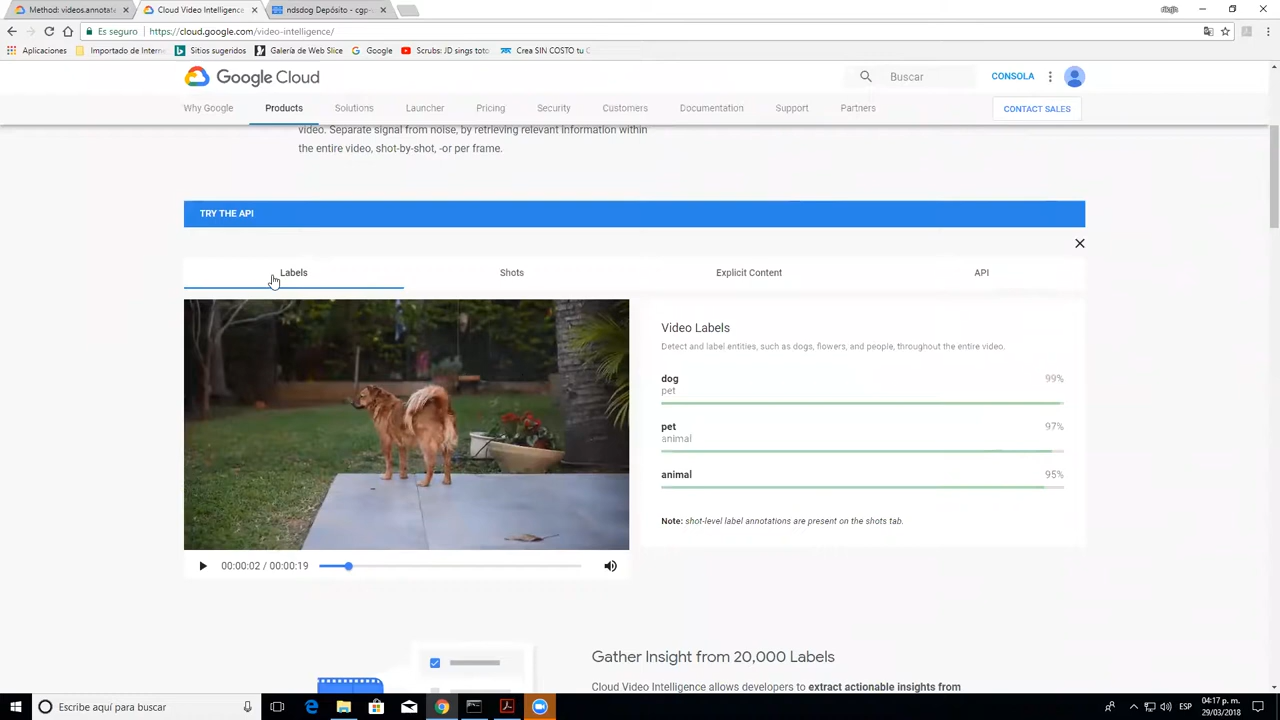 Method: videos.annotate
Cloud Video Intelligence
ndsdog Depósito - cgp-
Es seguro
https://cloud.google.com/video-intelligence/
Aplicaciones
Importado de Intern
Sitios sugeridos
Galería de Web Slice
Google
Scrubs: JD sings toto
Crea SIN COSTO tu C
Google Cloud
Buscar
CONSOLA
Why Google
Products
Solutions
Launcher
Pricing
Security
Customers
Documentation
Support
Partners
CONTACT SALES
video. Separate signal from noise, by retrieving relevant information within
the entire video, shot-by-shot, -or per frame.
TRY THE API
Labels
Shots
Explicit Content
API
Video Labels
Detect and label entities, such as dogs, flowers, and people, throughout the entire video.
dog 99%
pet
pet 97%
animal
animal 95%
Note: shot-level label annotations are present on the shots tab.
00:00:02 / 00:00:19
Gather Insight from 20,000 Labels
Cloud Video Intelligence allows developers to extract actionable insights from
Escribe aquí para buscar
ESP
04:17 p. m.
29/03/2018